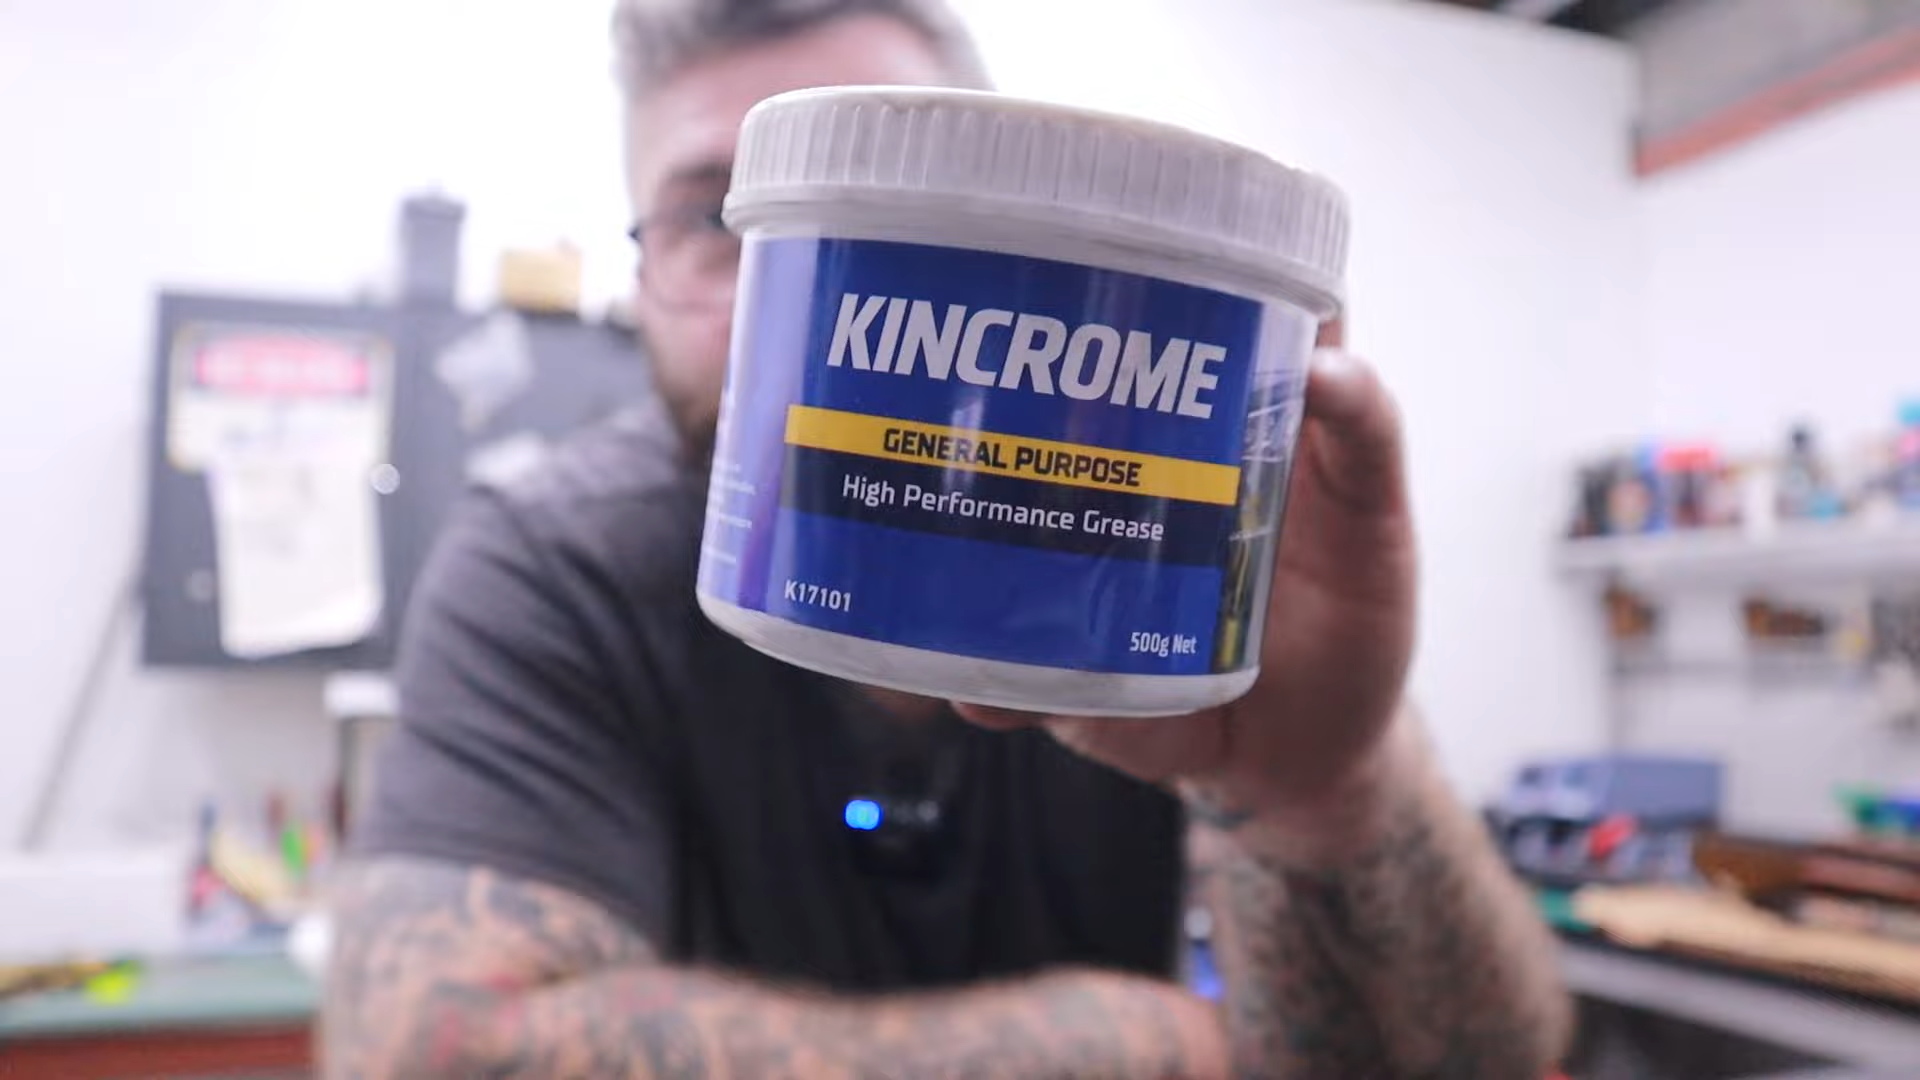 KINCROME
GENERAL PURPOSE
High Performance Grease
K17101
500g Net